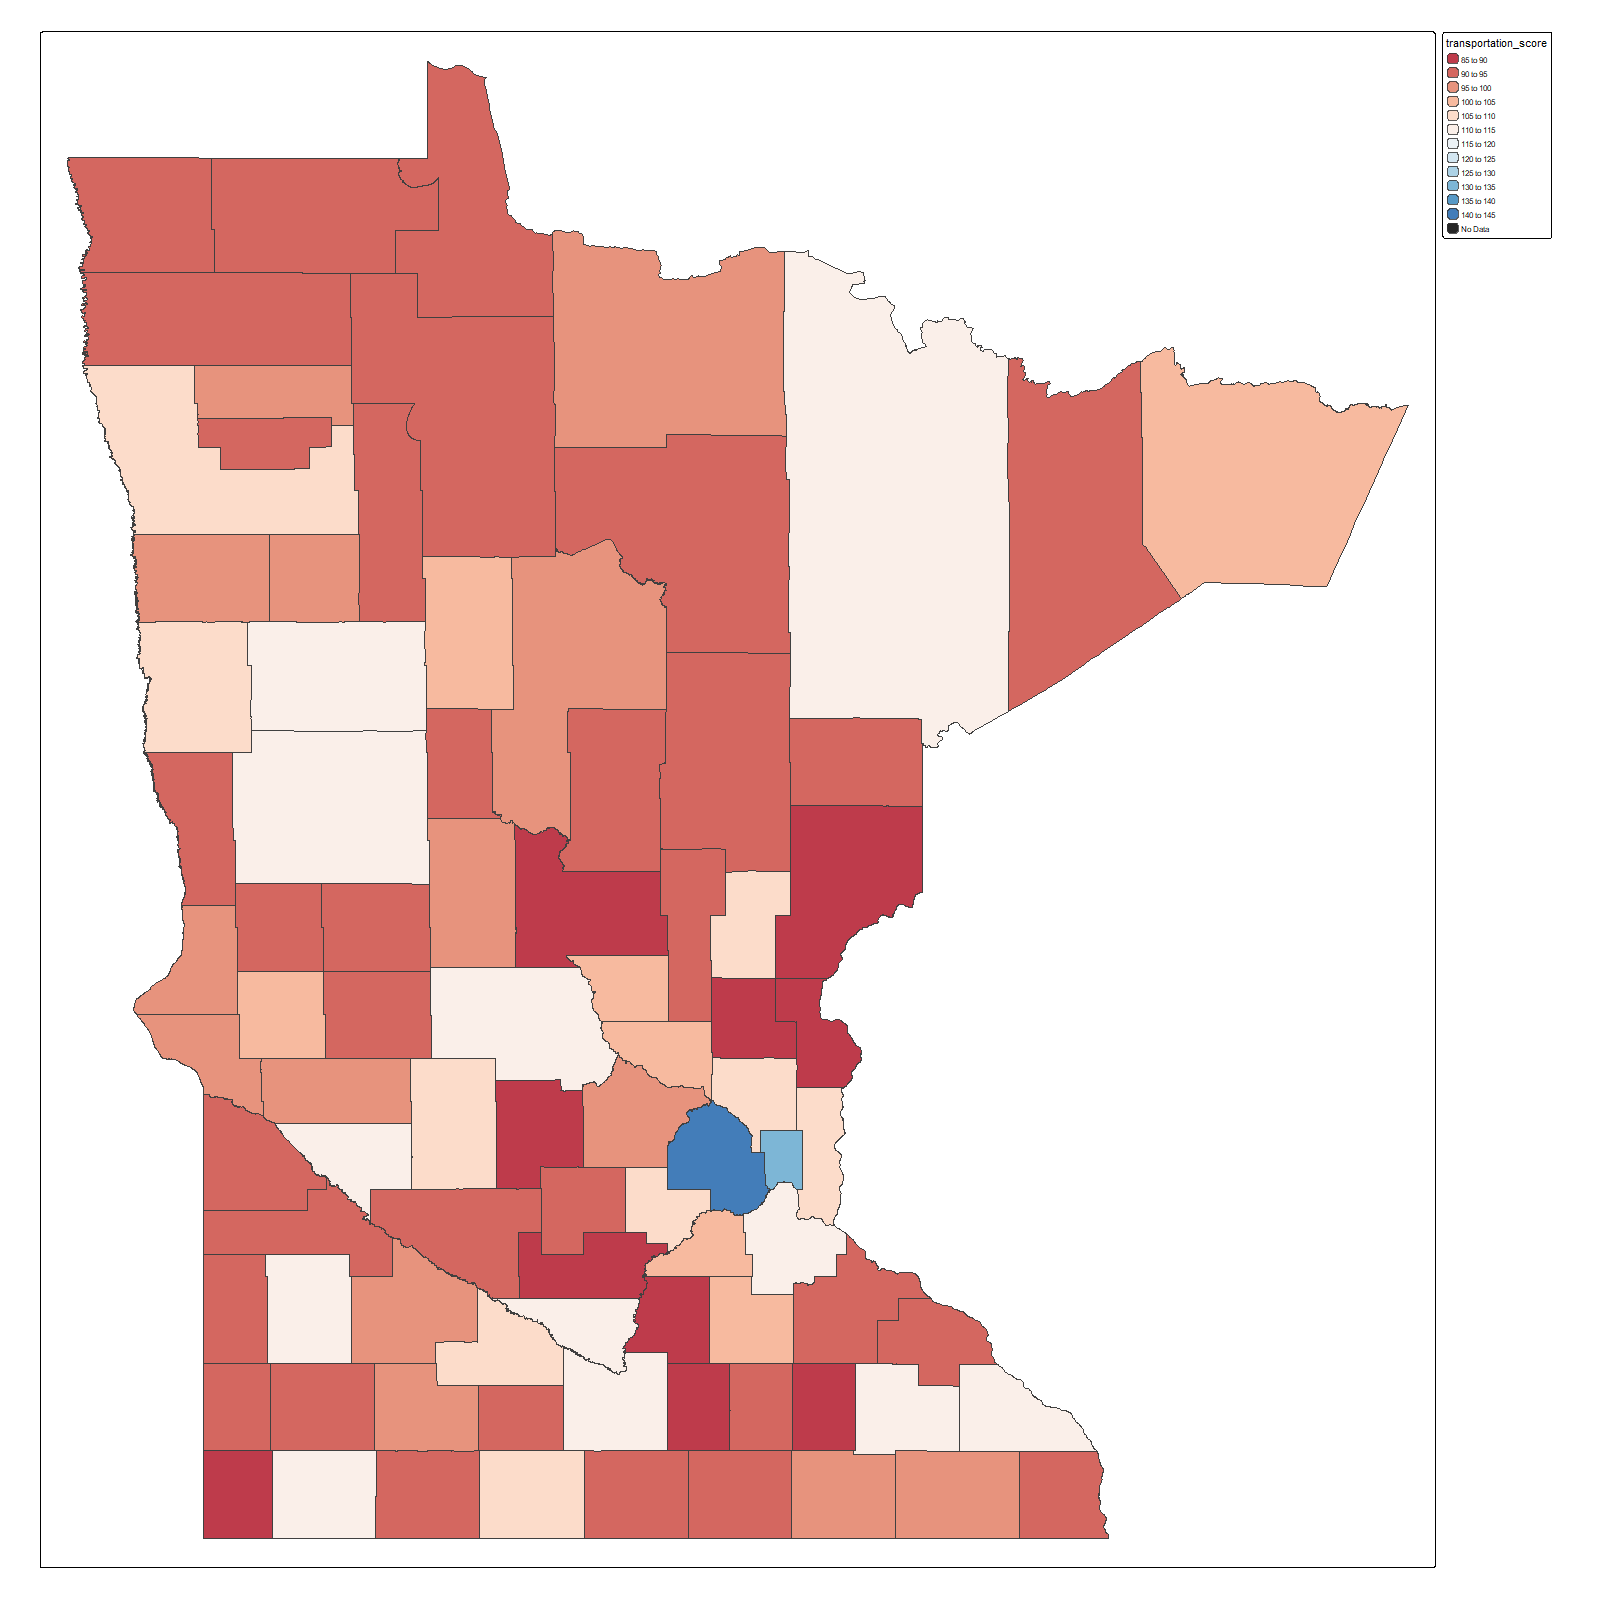 transportation_score
85 to 90
90 to 95
95 to 100
100 to 105
105 to 110
110 to 115
115 to 120
120 to 125
125 to 130
130 to 135
135 to 140
140 to 145
No Data